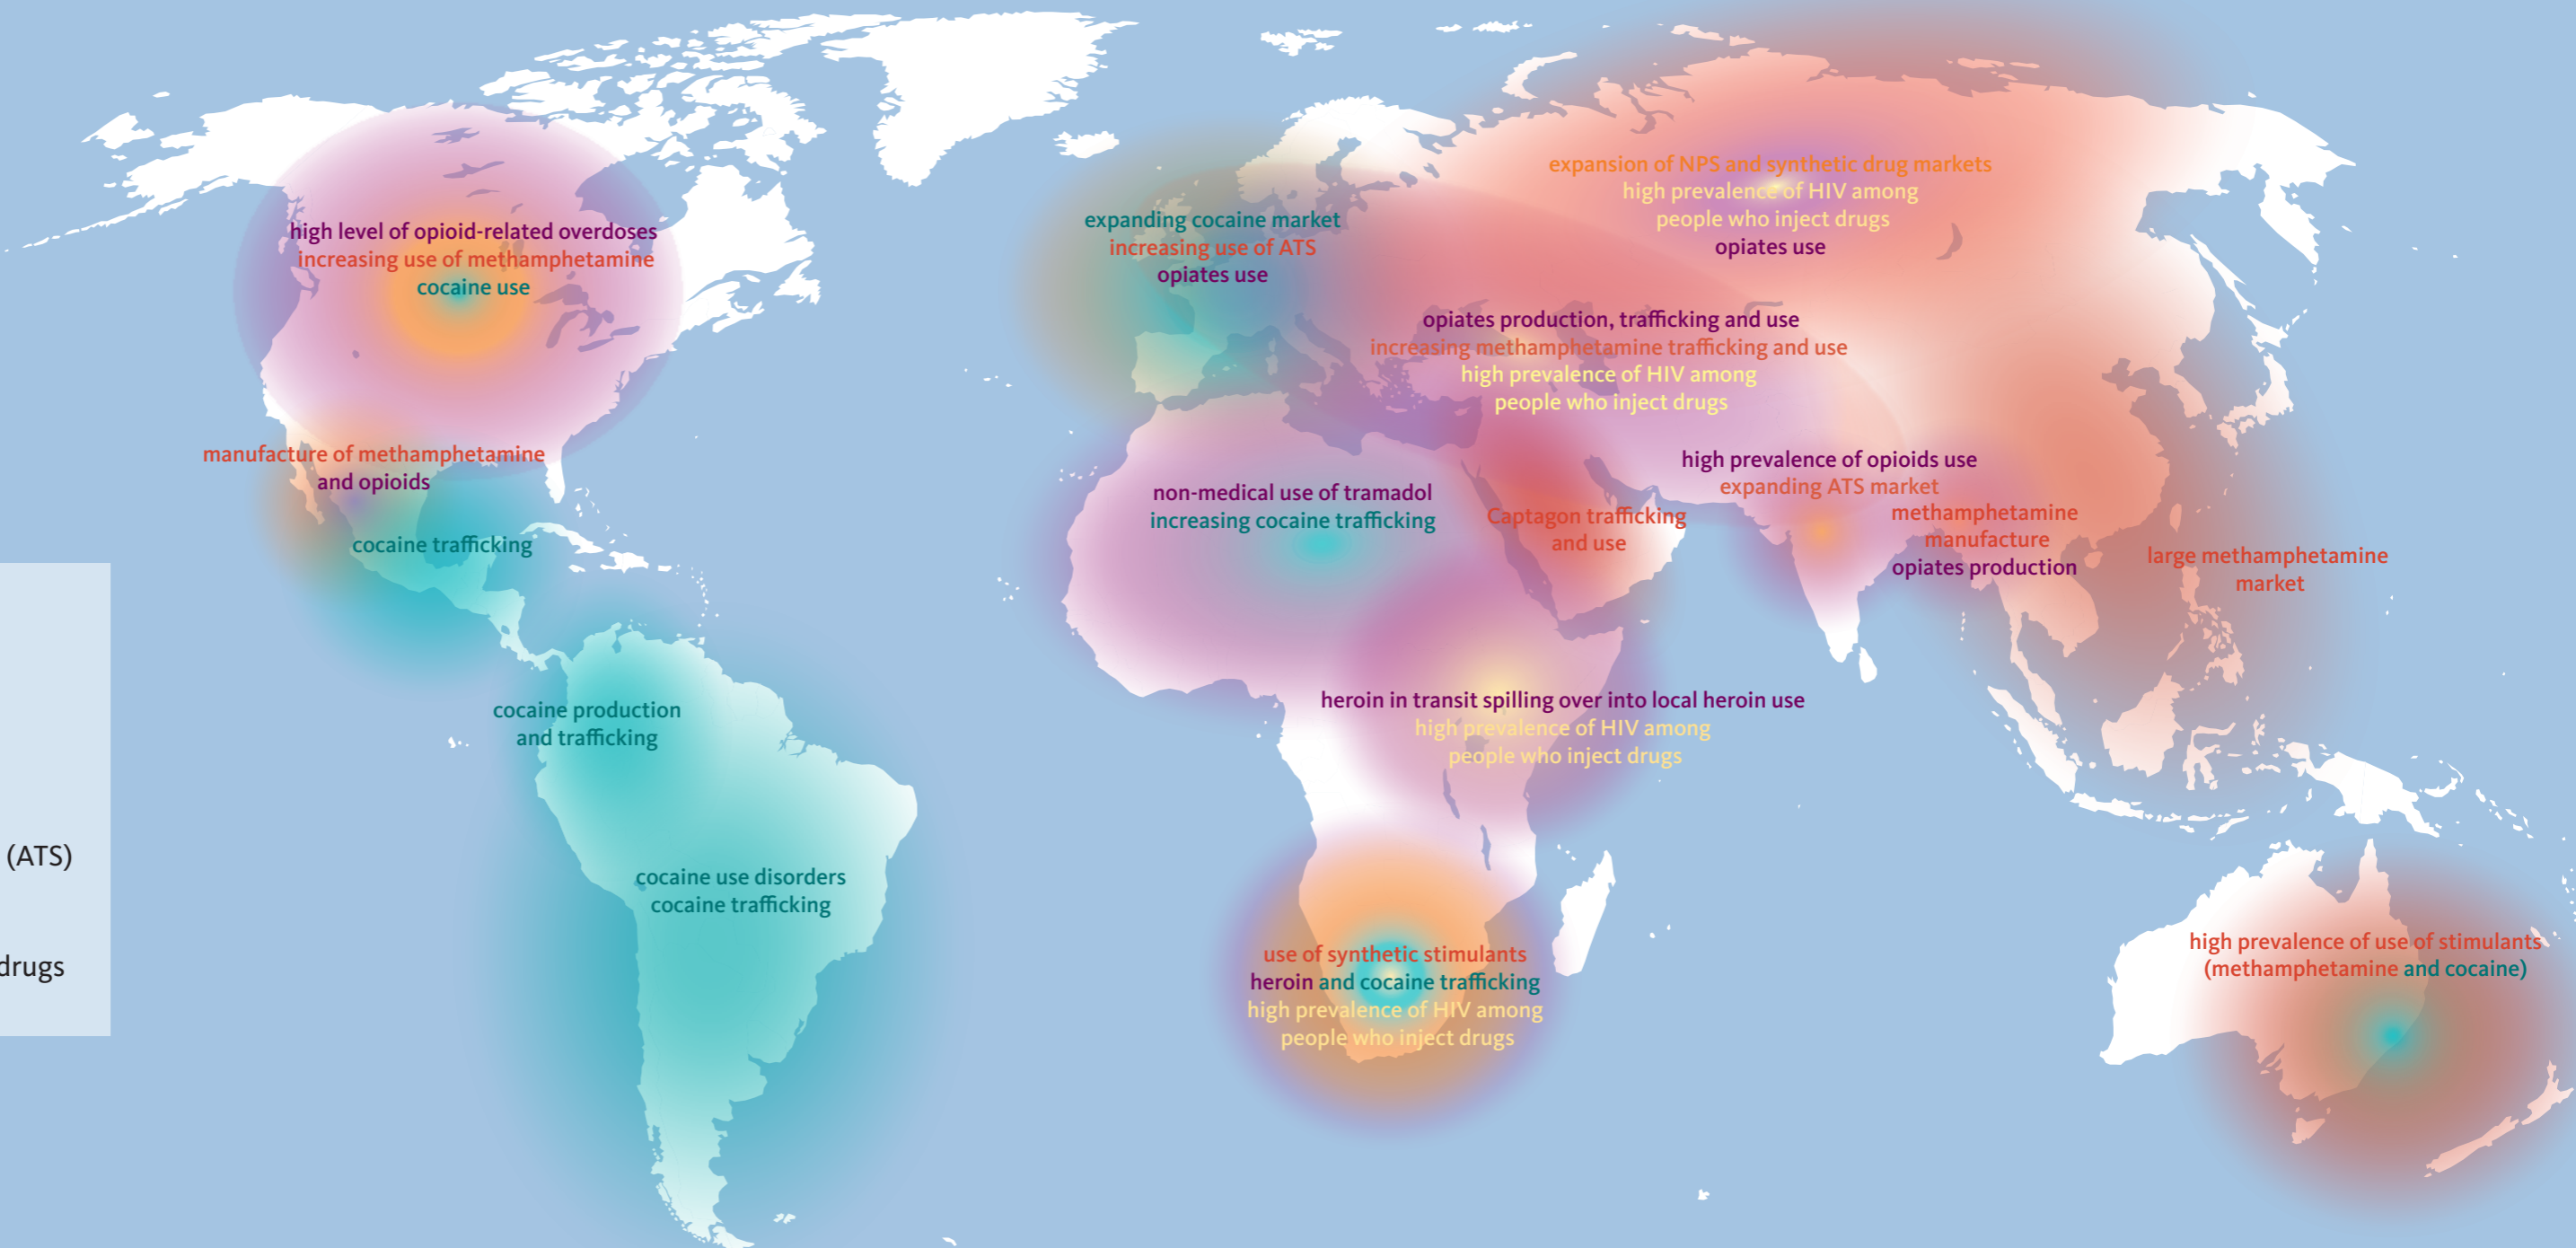 high level of opioid-related overdoses
increasing use of methamphetamine
cocaine use
manufacture of methamphetamine
and opioids
cocaine trafficking
cocaine production
and trafficking
cocaine use disorders
cocaine trafficking
(ATS)
drugs
expanding cocaine market
increasing use of ATS
opiates use
expansion of NPS and synthetic drug markets
high prevalence of HIV among
people who inject drugs
opiates use
opiates production, trafficking and use
increasing methamphetamine trafficking and use
high prevalence of HIV among
people who inject drugs
non-medical use of tramadol
increasing cocaine trafficking
Captagon trafficking
and use
high prevalence of opioids use
expanding ATS market
methamphetamine
manufacture
opiates production
large methamphetamine
market
heroin in transit spilling over into local heroin use
high prevalence of HIV among
people who inject drugs
use of synthetic stimulants
heroin and cocaine trafficking
high prevalence of HIV among
people who inject drugs
high prevalence of use of stimulants
(methamphetamine and cocaine)